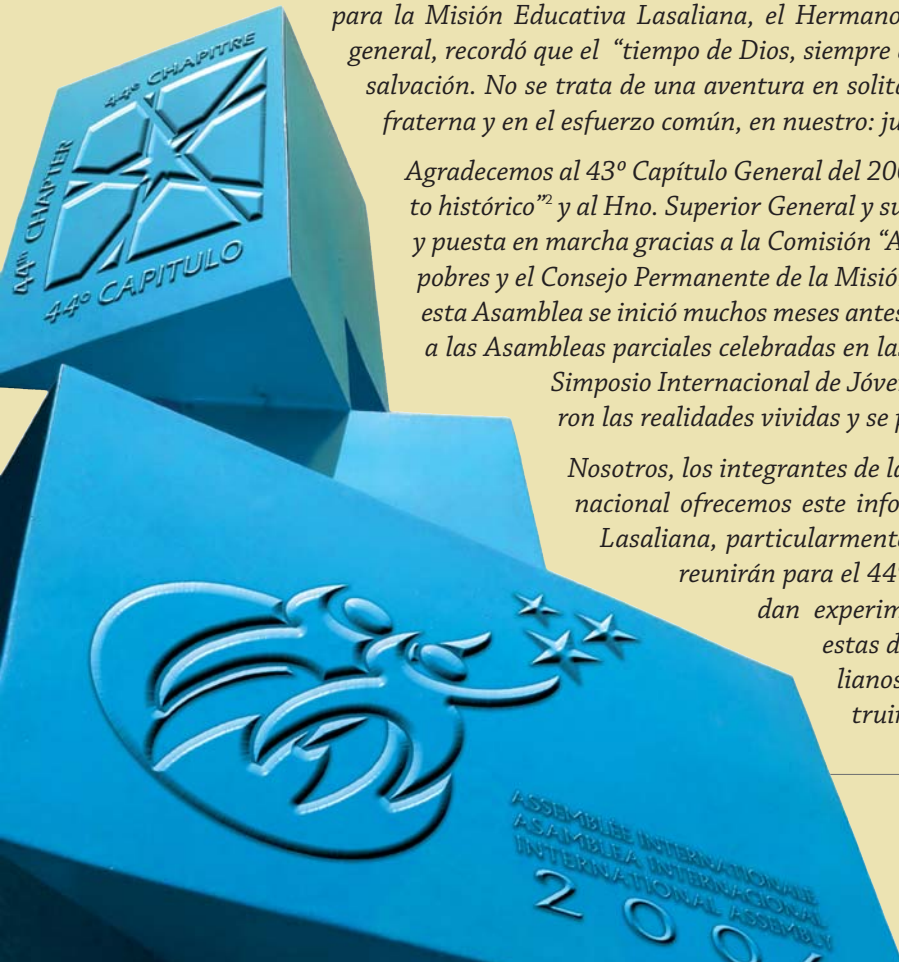 para la Misión Educativa Lasaliana, el Hermano
general, recordó que el “tiempo de Dios, siempre
salvación. No se trata de una aventura en solita
fraterna y en el esfuerzo común, en nuestro: ju
Agradecemos al 43º Capítulo General del 200
to histórico”² y al Hno. Superior General y su
y puesta en marcha gracias a la Comisión “A
pobres y el Consejo Permanente de la Misió
esta Asamblea se inició muchos meses antes
a las Asambleas parciales celebradas en las
Simposio Internacional de Jóve
ron las realidades vividas y se p
Nosotros, los integrantes de la
nacional ofrecemos este info
Lasaliana, particularmente
reunirán para el 44º
dan experim
estas d
lianos
truir
44º CHAPITRE
44th CHAPTER
44º CAPITULO
ASSEMBLÉE INTERNATIONALE
ASAMBLEA INTERNACIONAL
INTERNATIONAL ASSEMBLY
200